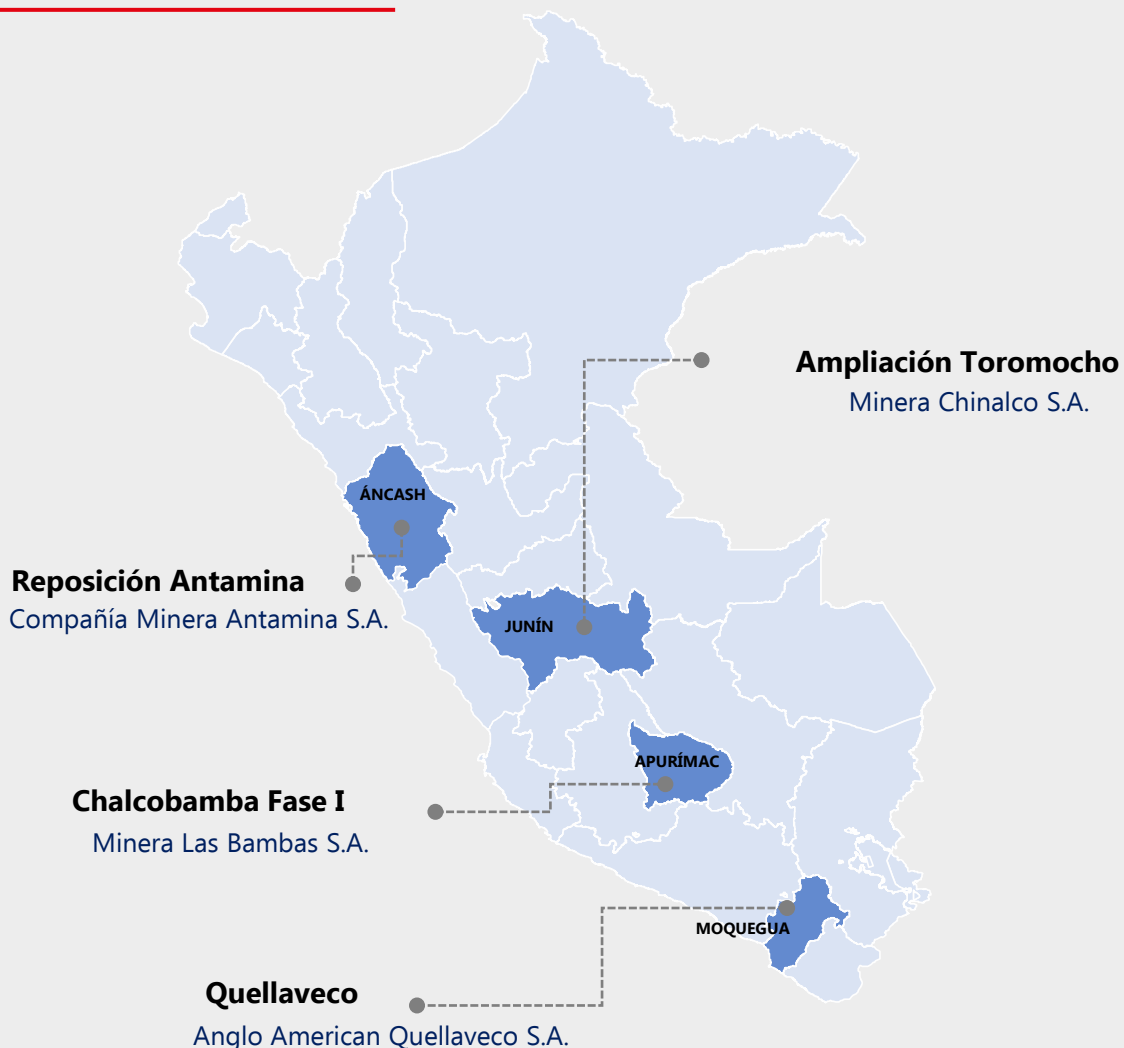 Ampliación Toromocho
Minera Chinalco S.A.
ÁNCASH
Reposición Antamina
Compañía Minera Antamina S.A.
JUNÍN
APURÍMAC
Chalcobamba Fase I
Minera Las Bambas S.A.
MOQUEGUA
Quellaveco
Anglo American Quellaveco S.A.